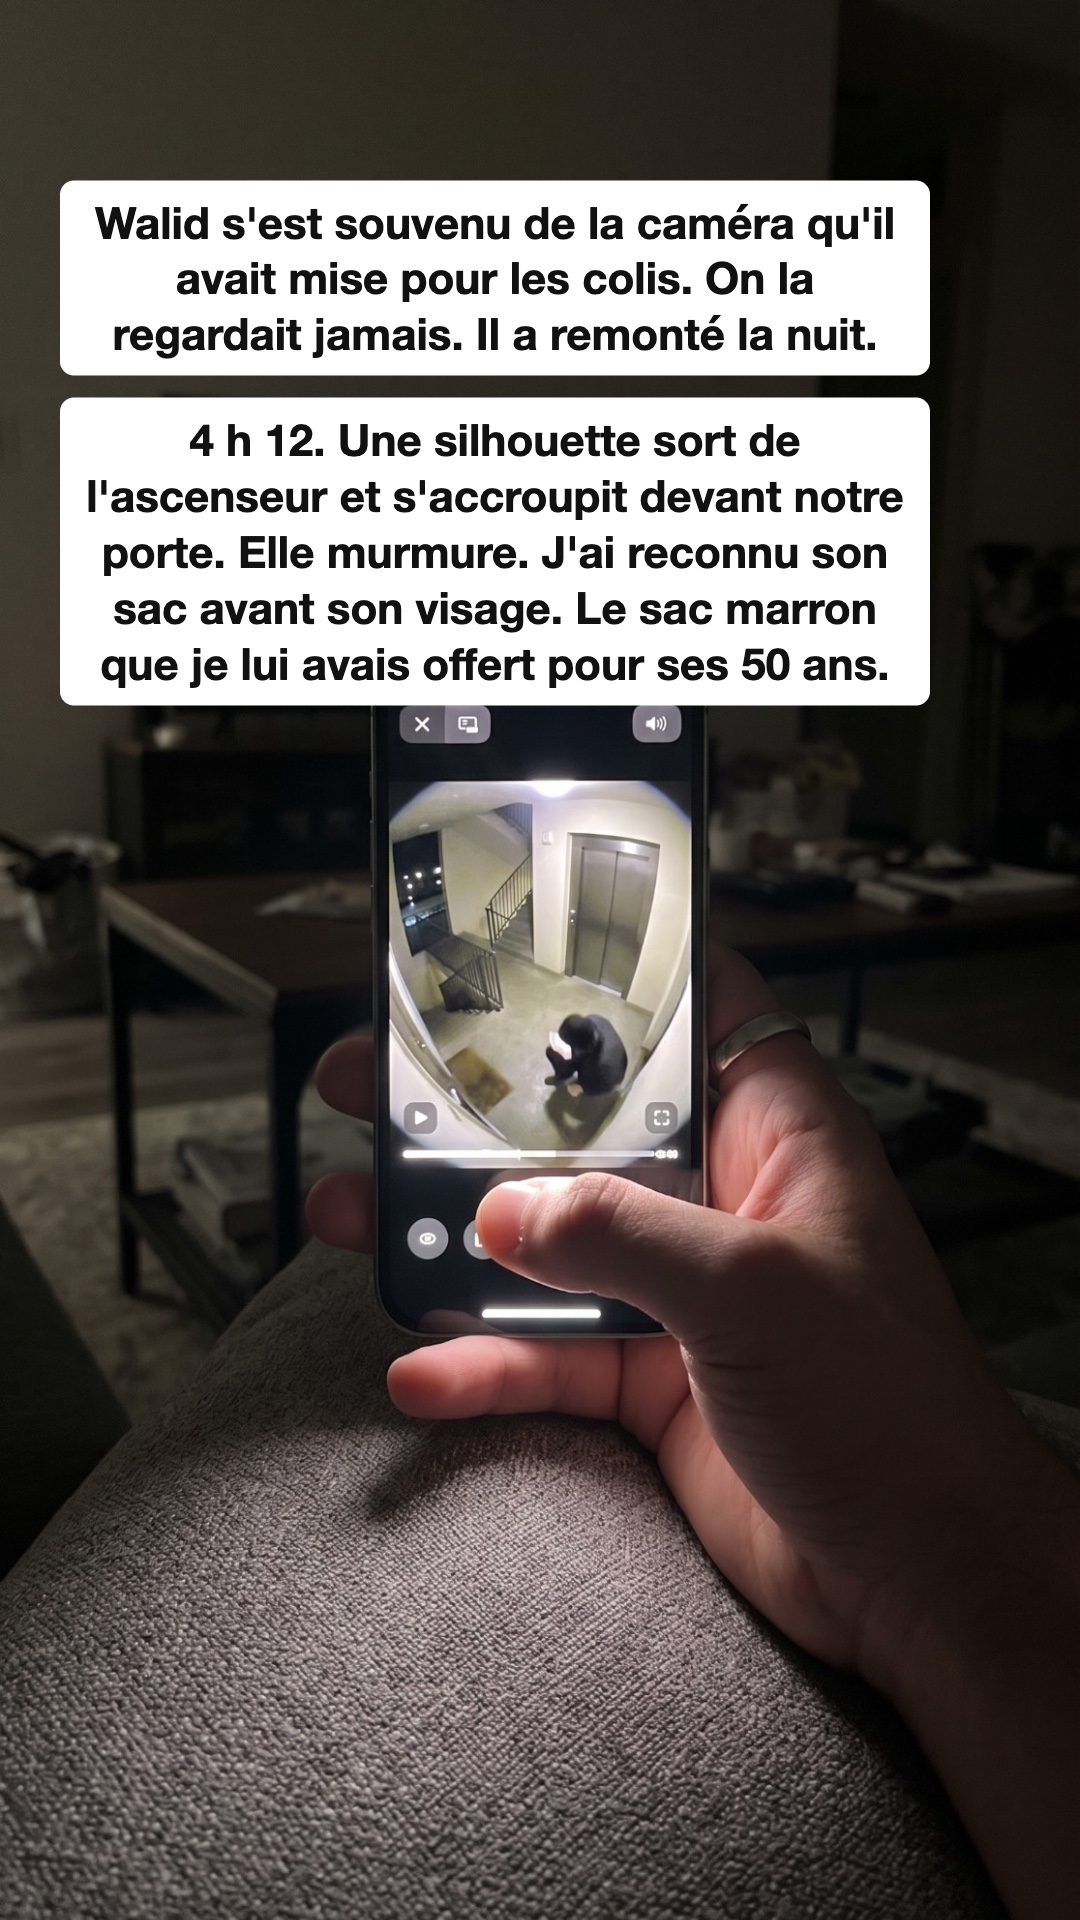 Walid s'est souvenu de la caméra qu'il
avait mise pour les colis. On la
regardait jamais. Il a remonté la nuit.
4 h 12. Une silhouette sort de
l'ascenseur et s'accroupit devant notre
porte. Elle murmure. J'ai reconnu son
sac avant son visage. Le sac marron
que je lui avais offert pour ses 50 ans.